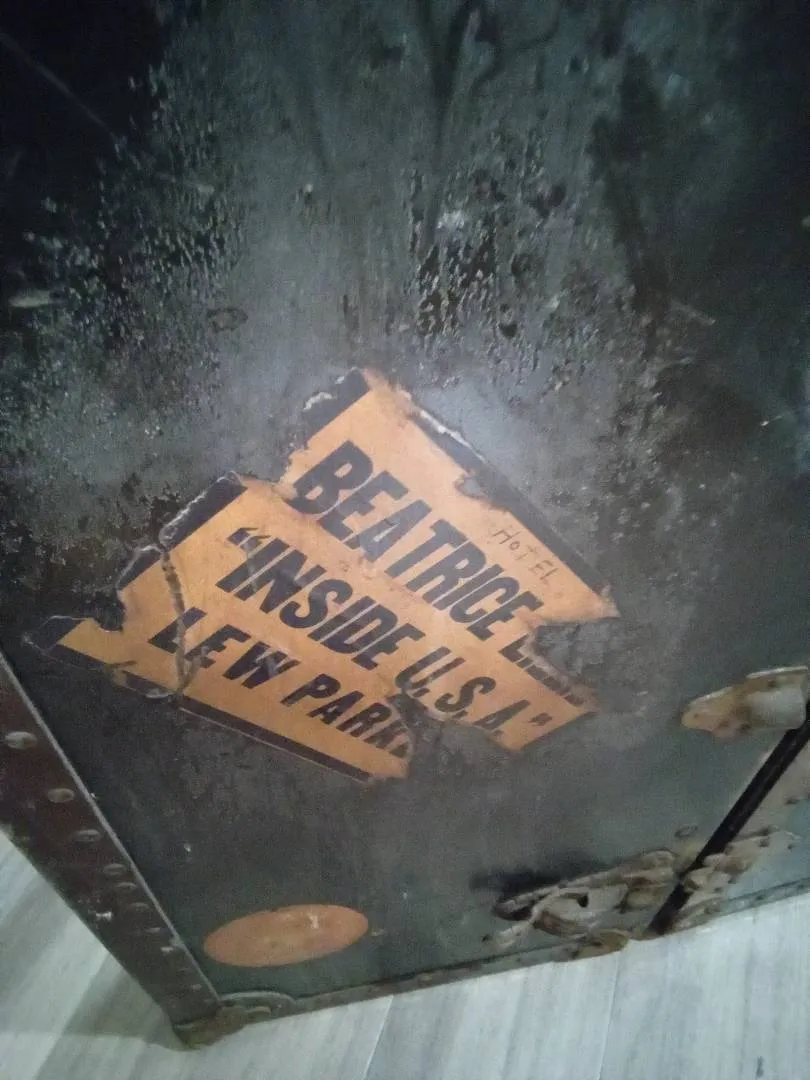 HOTEL
BEATRICE
"INSIDE U.S.A."
LEW PARK